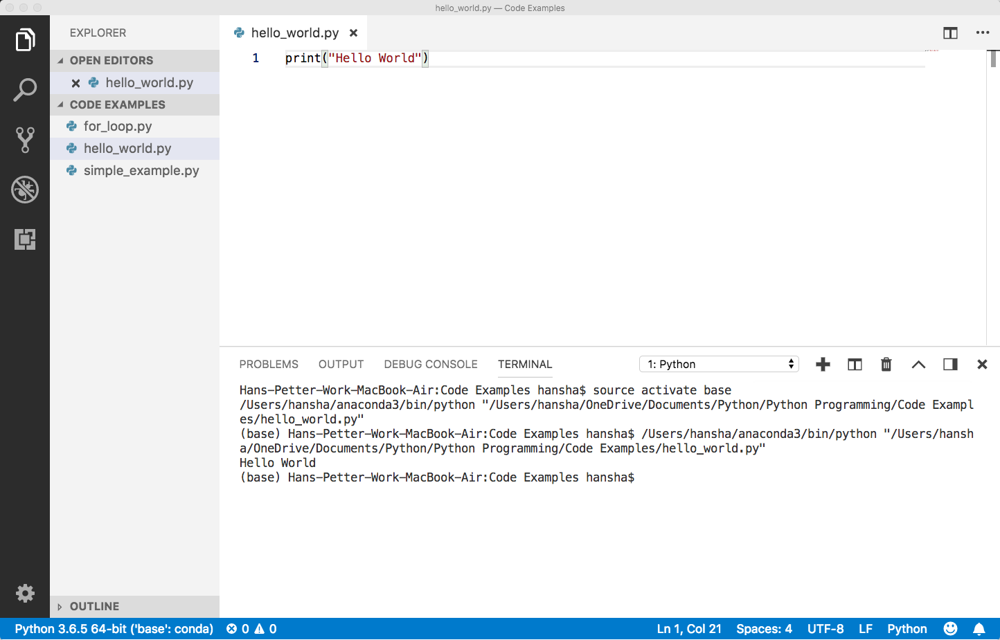 hello_world.py — Code Examples
EXPLORER
OPEN EDITORS
hello_world.py
CODE EXAMPLES
for_loop.py
hello_world.py
simple_example.py
OUTLINE
hello_world.py
1 print("Hello World")
PROBLEMS OUTPUT DEBUG CONSOLE TERMINAL 1: Python
Hans-Petter-Work-MacBook-Air:Code Examples hansha$ source activate base
/Users/hansha/anaconda3/bin/python "/Users/hansha/OneDrive/Documents/Python/Python Programming/Code Exampl
es/hello_world.py"
(base) Hans-Petter-Work-MacBook-Air:Code Examples hansha$ /Users/hansha/anaconda3/bin/python "/Users/hansh
a/OneDrive/Documents/Python/Python Programming/Code Examples/hello_world.py"
Hello World
(base) Hans-Petter-Work-MacBook-Air:Code Examples hansha$
Python 3.6.5 64-bit ('base': conda) 0 0 Ln 1, Col 21 Spaces: 4 UTF-8 LF Python